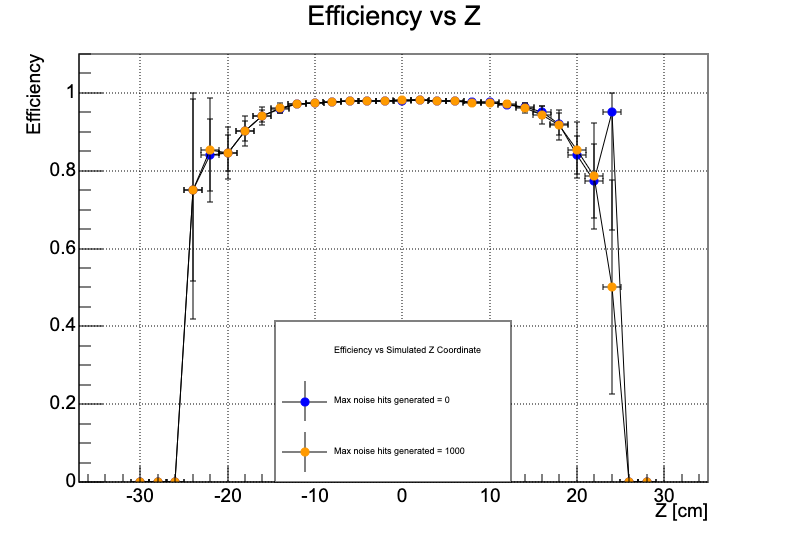 Efficiency vs Z
Efficiency
1
0.8
0.6
0.4
0.2
0
Efficiency vs Simulated Z Coordinate
Max noise hits generated = 0
Max noise hits generated = 1000
-30 -20 -10 0 10 20 30
Z [cm]